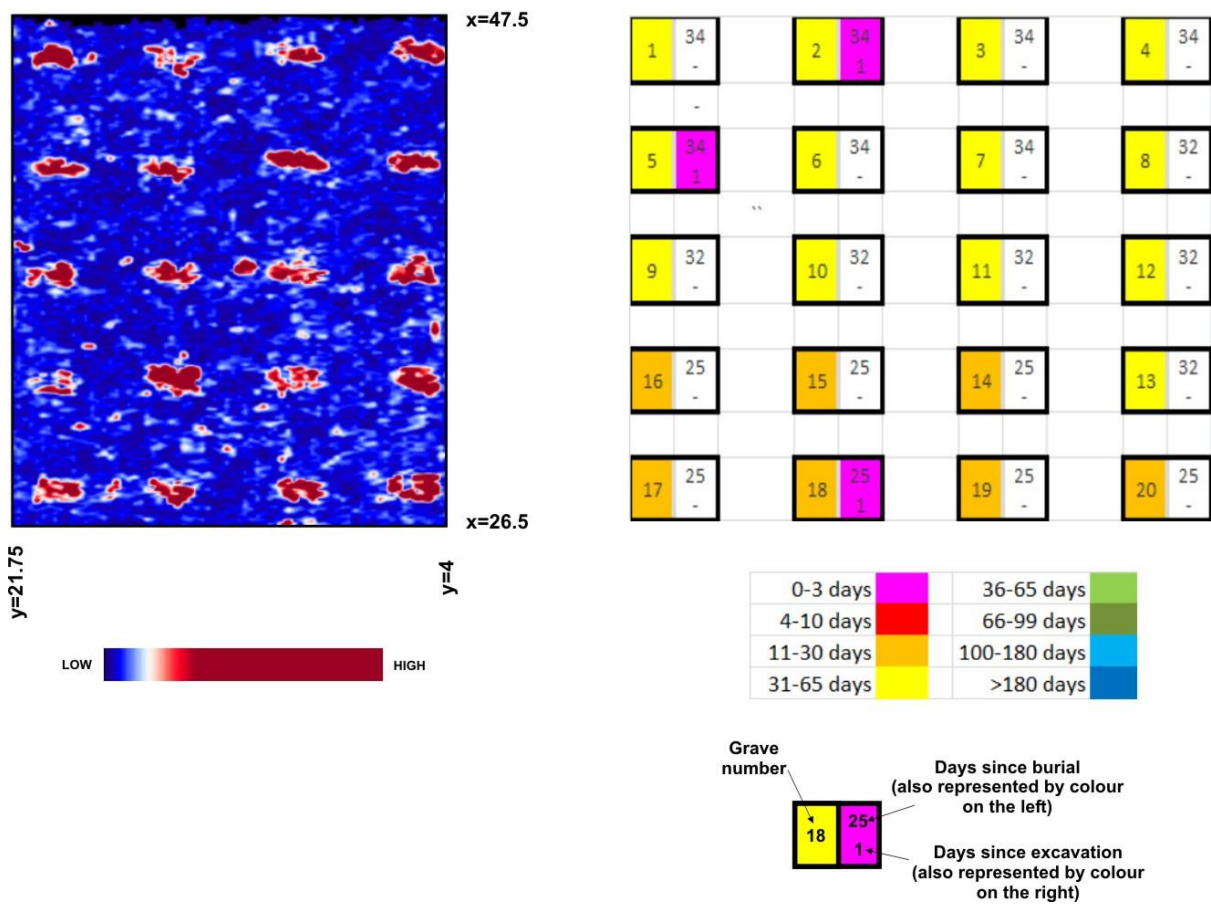 x=47.5
x=26.5
y=21.75
y=4
LOW
HIGH
1 34
-
2 34
1
3 34
-
4 34
-
-
5 34
1
6 34
-
7 34
-
8 32
-
``
9 32
-
10 32
-
11 32
-
12 32
-
16 25
-
15 25
-
14 25
-
13 32
-
17 25
-
18 25
1
19 25
-
20 25
-
0-3 days
36-65 days
4-10 days
66-99 days
11-30 days
100-180 days
31-65 days
>180 days
Grave
number
Days since burial
(also represented by colour
on the left)
18
25
1
Days since excavation
(also represented by colour
on the right)